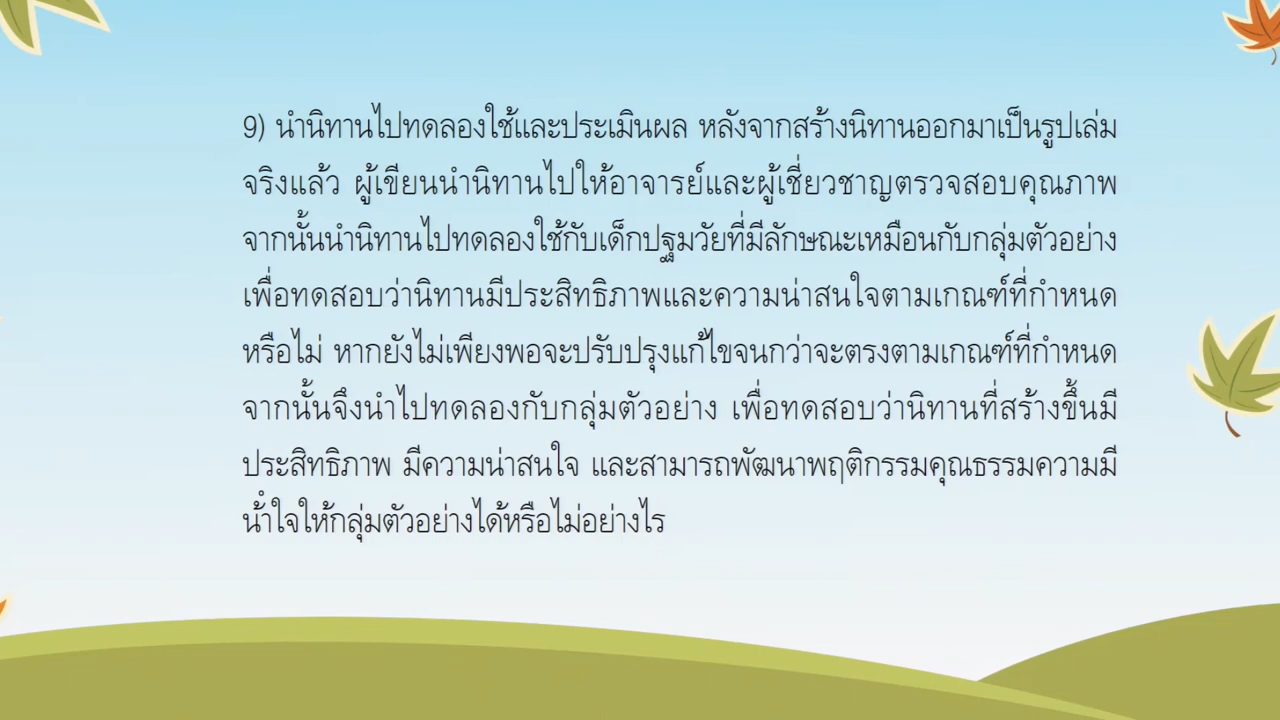 9) นำนิทานไปทดลองใช้และประเมินผล หลังจากสร้างนิทานออกมาเป็นรูปเล่ม
จริงแล้ว ผู้เขียนนำนิทานไปให้อาจารย์และผู้เชี่ยวชาญตรวจสอบคุณภาพ
จากนั้นนำนิทานไปทดลองใช้กับเด็กปฐมวัยที่มีลักษณะเหมือนกับกลุ่มตัวอย่าง
เพื่อทดสอบว่านิทานมีประสิทธิภาพและความน่าสนใจตามเกณฑ์ที่กำหนด
หรือไม่ หากยังไม่เพียงพอจะปรับปรุงแก้ไขจนกว่าจะตรงตามเกณฑ์ที่กำหนด
จากนั้นจึงนำไปทดลองกับกลุ่มตัวอย่าง เพื่อทดสอบว่านิทานที่สร้างขึ้นมี
ประสิทธิภาพ มีความน่าสนใจ และสามารถพัฒนาพฤติกรรมคุณธรรมความมี
น้ำใจให้กลุ่มตัวอย่างได้หรือไม่อย่างไร